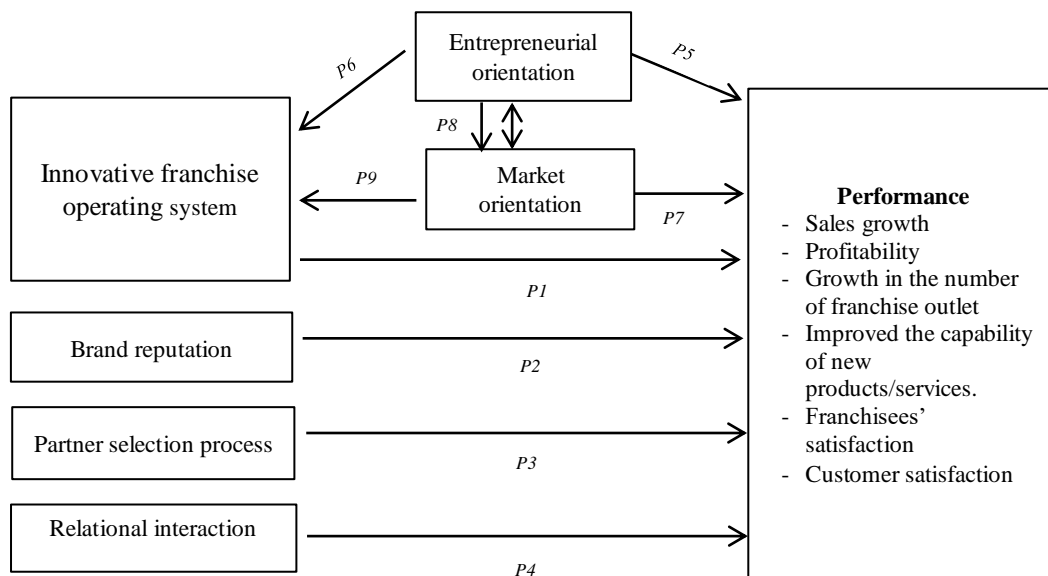 Entrepreneurial
orientation
P6
P5
P8
Innovative franchise
operating system
P9
Market
orientation
P7
P1
Brand reputation
P2
Partner selection process
P3
Relational interaction
P4
Performance
- Sales growth
- Profitability
- Growth in the number
of franchise outlet
- Improved the capability
of new
products/services.
- Franchisees’
satisfaction
- Customer satisfaction